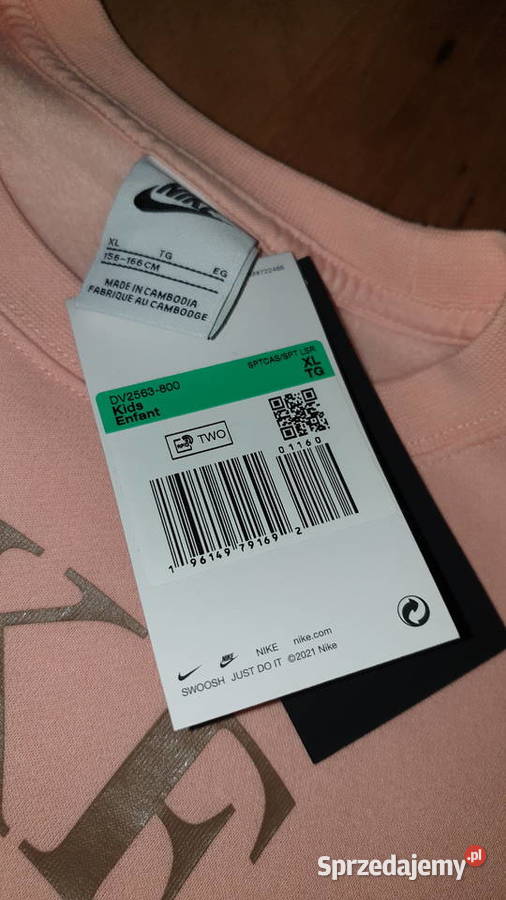 NIKE
XL TG EG
156-166 CM
MADE IN CAMBODIA
FABRIQUE AU CAMBODGE
SPTCAS/SPT LSR
DV2563-800
XL
Kids
TG
Enfant
TWO
01160
1 96149 79169 2
NIKE nike.com
SWOOSH JUST DO IT ©2021 Nike
KE
Sprzedajemy.pl